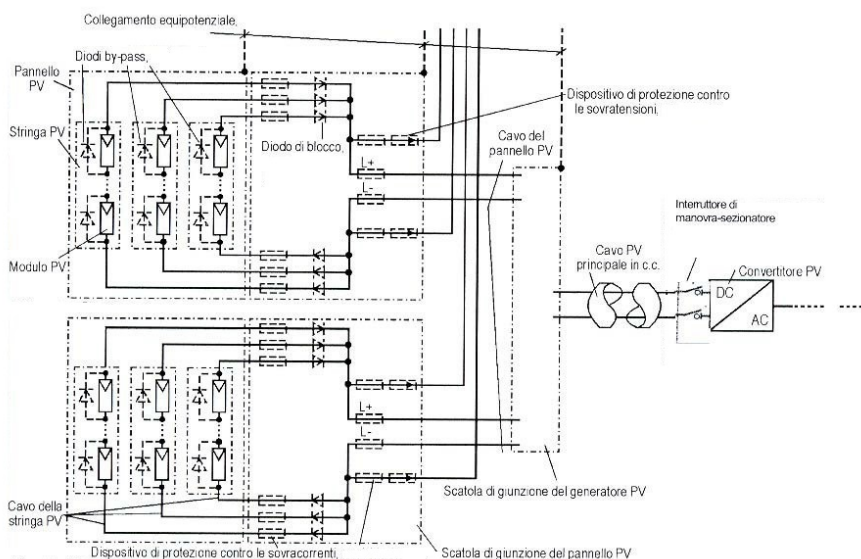 Collegamento equipotenziale,
Diodi by-pass,
Pannello
PV
Stringa PV
Modulo PV
Diodo di blocco,
Dispositivo di protezione contro
le sovratensioni,
Cavo del
pannello PV
L+
L-
Interruttore di
manovra-sezionatore
Cavo PV
principale in c.c.
+
-
Convertitore PV
DC
AC
L+
L-
Cavo della
stringa PV
Dispositivo di protezione contro le sovracorrenti,
Scatola di giunzione del generatore PV
Scatola di giunzione del pannello PV